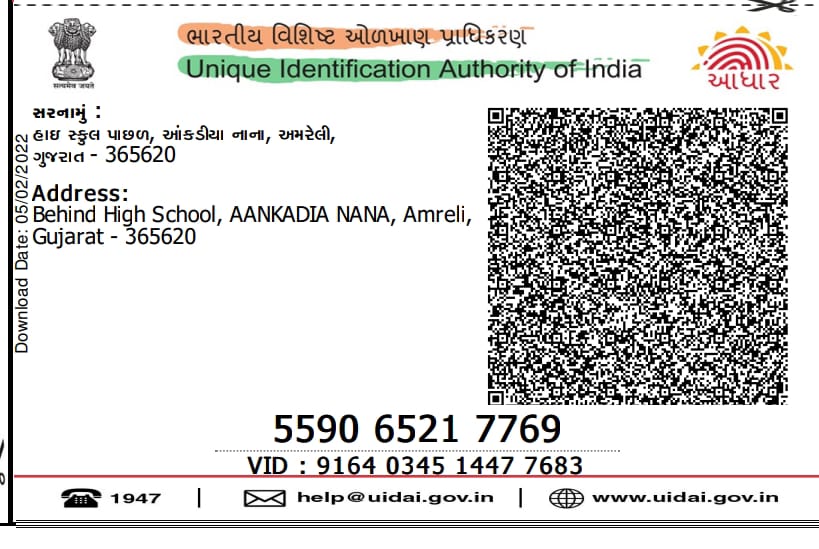 ભારતીય વિશિષ્ટ ઓળખાણ પ્રાધિકરણ
Unique Identification Authority of India
सत्यमेव जयते
આધાર
સરનામું :
હાઇ સ્કુલ પાછળ, આંકડીયા નાના, અમરેલી,
ગુજરાત - 365620
Address:
Behind High School, AANKADIA NANA, Amreli,
Gujarat - 365620
Download Date: 05/02/2022
5590 6521 7769
VID : 9164 0345 1447 7683
1947 | help@uidai.gov.in | www.uidai.gov.in